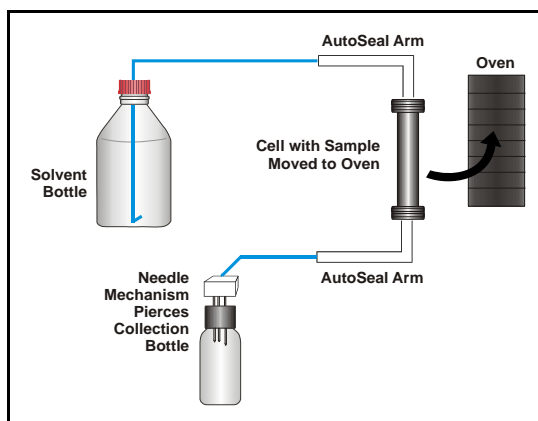 AutoSeal Arm
Oven
Cell with Sample
Moved to Oven
Solvent
Bottle
AutoSeal Arm
Needle
Mechanism
Pierces
Collection
Bottle